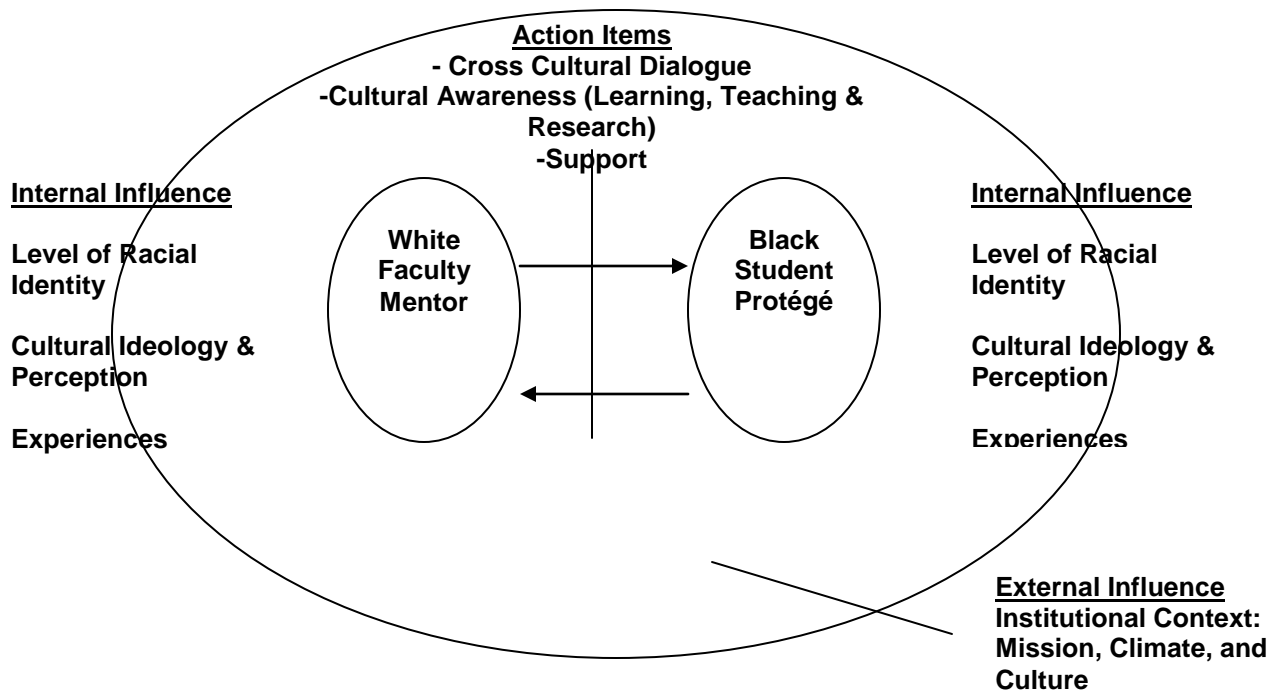 Action Items
- Cross Cultural Dialogue
-Cultural Awareness (Learning, Teaching &
Research)
-Support
Internal Influence
Level of Racial
Identity
Cultural Ideology &
Perception
Experiences
White
Faculty
Mentor
Black
Student
Protégé
Internal Influence
Level of Racial
Identity
Cultural Ideology &
Perception
Experiences
External Influence
Institutional Context:
Mission, Climate, and
Culture